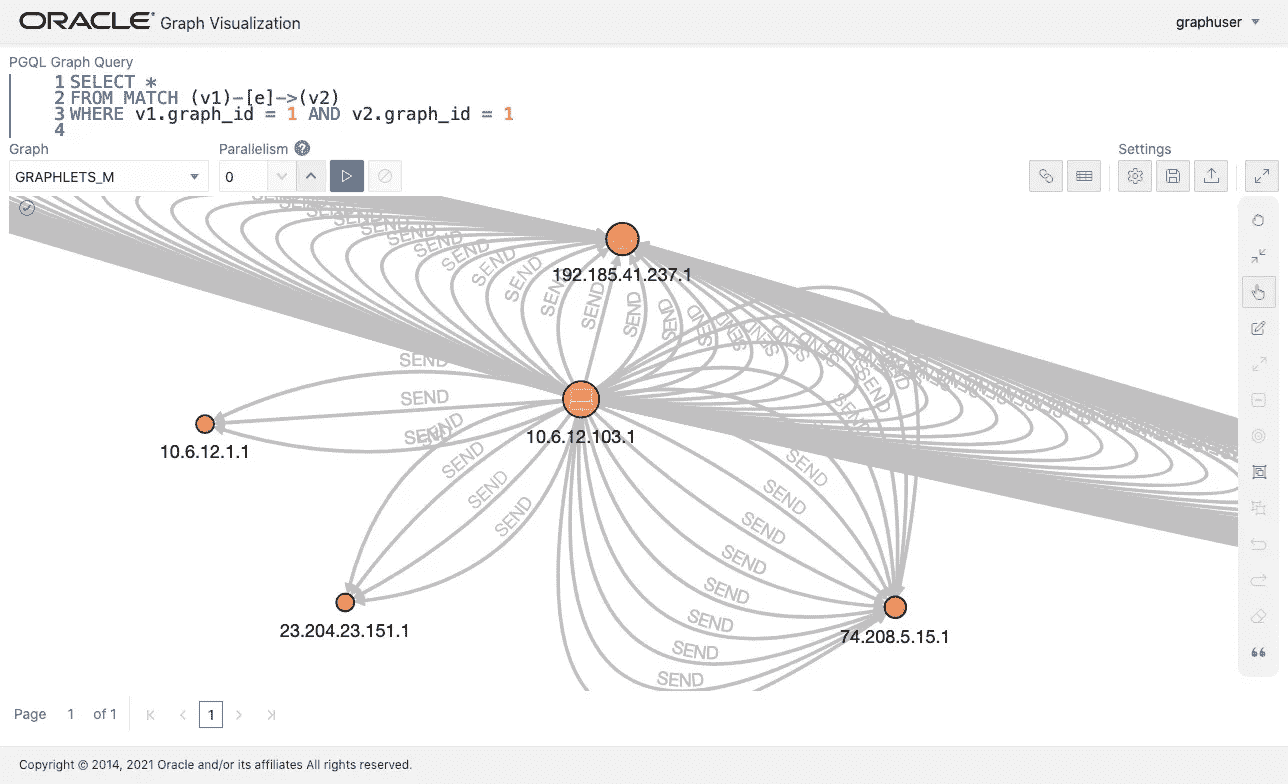 ORACLE Graph Visualization
graphuser
PGQL Graph Query
1 SELECT *
2 FROM MATCH (v1)-[e]->(v2)
3 WHERE v1.graph_id = 1 AND v2.graph_id = 1
4
Graph
Parallelism ?
Settings
GRAPHLETS_M
0
SEND SEND SEND SEND SEND SEND SEND SEND
192.185.41.237.1
SEND SEND SEND SEND SEND SEND
SEND
SEND
SEND
10.6.12.1.1
10.6.12.103.1
SEND
SEND
SEND
SEND
SEND
SEND
SEND
SEND
SEND
SEND
SEND
23.204.23.151.1
74.208.5.15.1
Page 1 of 1
1
Copyright © 2014, 2021 Oracle and/or its affiliates All rights reserved.